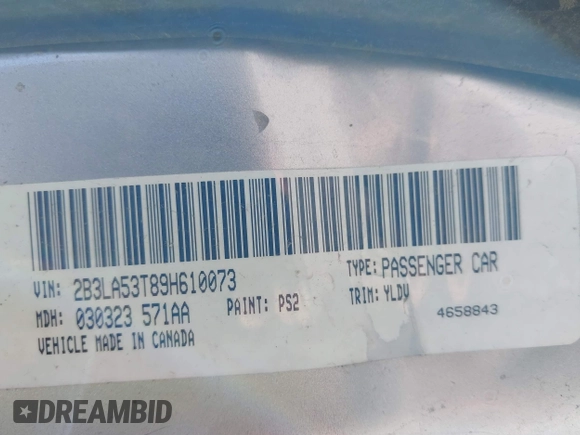 VIN: 2B3LA53T89H610073
TYPE: PASSENGER CAR
MDH: 030323 571AA
PAINT: PS2
TRIM: YLDV
4658843
VEHICLE MADE IN CANADA
DREAMBID